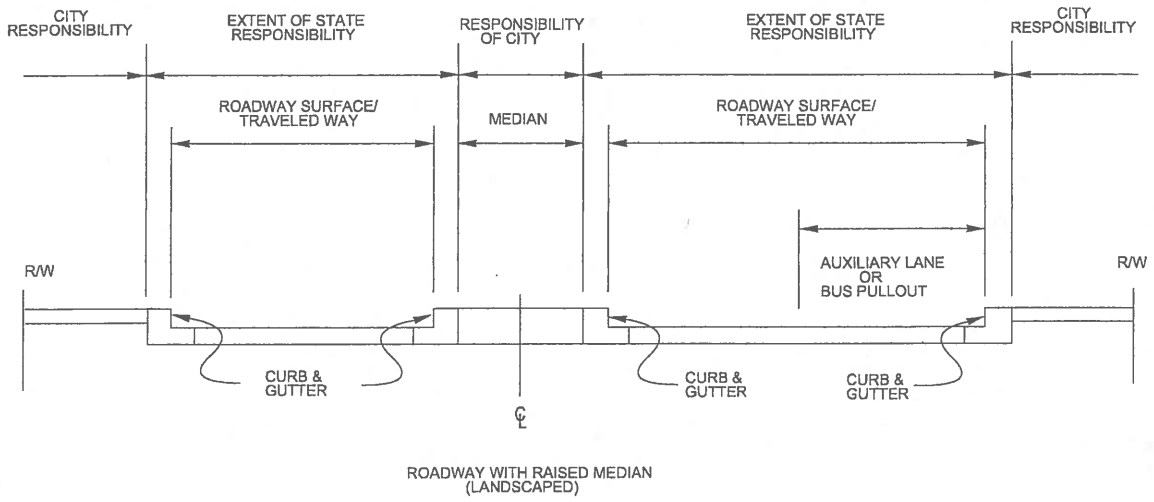 CITY
RESPONSIBILITY
EXTENT OF STATE
RESPONSIBILITY
RESPONSIBILITY
OF CITY
EXTENT OF STATE
RESPONSIBILITY
CITY
RESPONSIBILITY
ROADWAY SURFACE/
TRAVELED WAY
MEDIAN
ROADWAY SURFACE/
TRAVELED WAY
R/W
AUXILIARY LANE
OR
BUS PULLOUT
R/W
CURB &
GUTTER
CURB &
GUTTER
CURB &
GUTTER
℄
ROADWAY WITH RAISED MEDIAN
(LANDSCAPED)